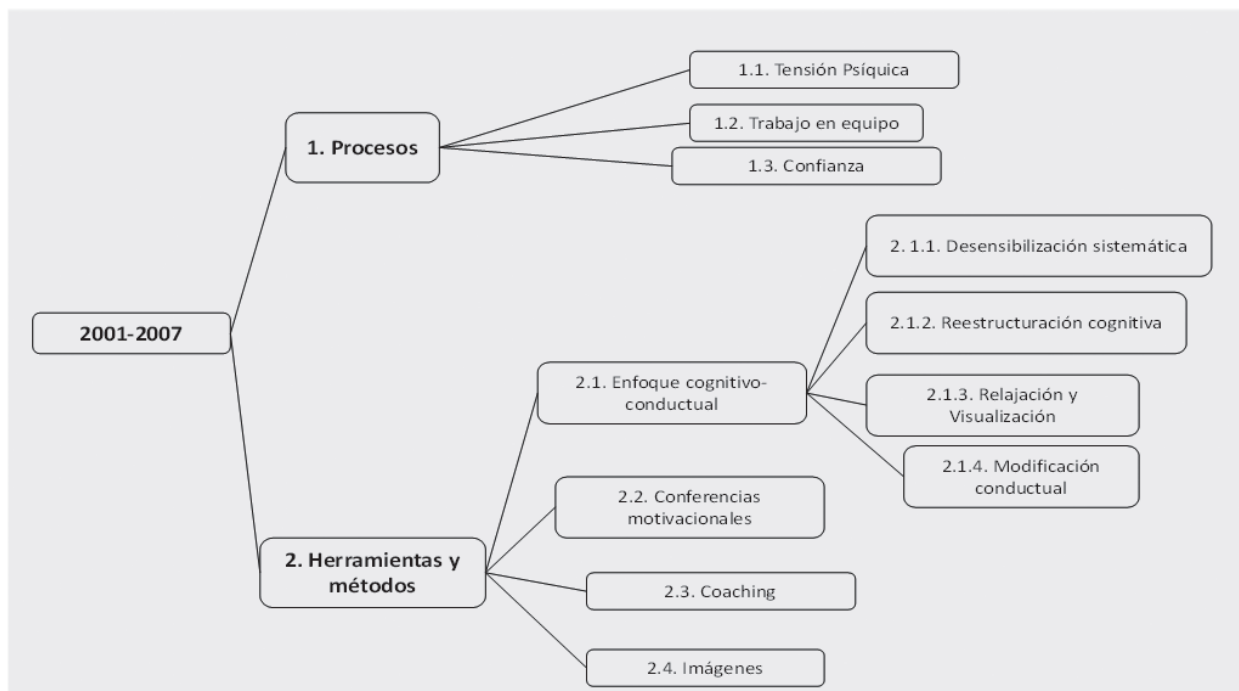 1.1. Tensión Psíquica
1. Procesos
1.2. Trabajo en equipo
1.3. Confianza
2001-2007
2. 1.1. Desensibilización sistemática
2.1.2. Reestructuración cognitiva
2.1. Enfoque cognitivo-
conductual
2.1.3. Relajación y
Visualización
2.1.4. Modificación
conductual
2.2. Conferencias
motivacionales
2. Herramientas y
métodos
2.3. Coaching
2.4. Imágenes